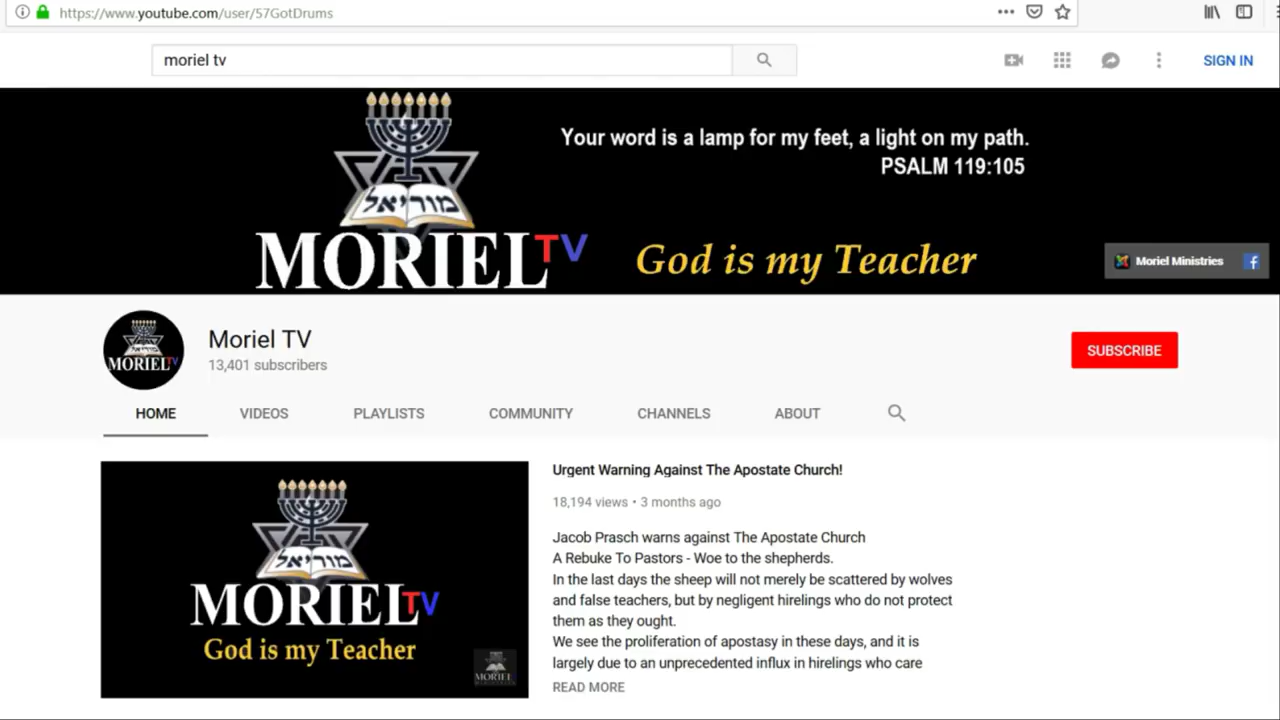 https://www.youtube.com/user/57GotDrums
moriel tv
SIGN IN
Your word is a lamp for my feet, a light on my path.
PSALM 119:105
מוריאל
MORIEL TV
God is my Teacher
Moriel Ministries
MORIEL TV
Moriel TV
13,401 subscribers
SUBSCRIBE
HOME VIDEOS PLAYLISTS COMMUNITY CHANNELS ABOUT
מוריאל
MORIEL TV
God is my Teacher
MORIEL
Urgent Warning Against The Apostate Church!
18,194 views • 3 months ago
Jacob Prasch warns against The Apostate Church
A Rebuke To Pastors - Woe to the shepherds.
In the last days the sheep will not merely be scattered by wolves
and false teachers, but by negligent hirelings who do not protect
them as they ought.
We see the proliferation of apostasy in these days, and it is
largely due to an unprecedented influx in hirelings who care
READ MORE